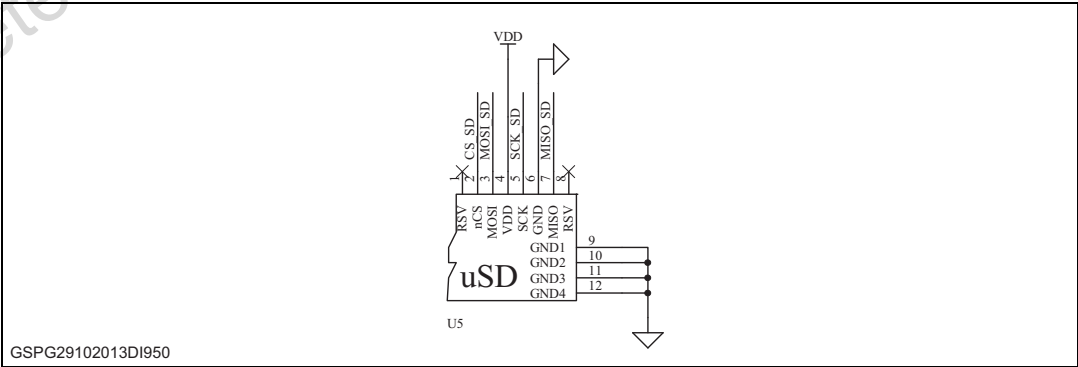 VDD
CS_SD
MOSI_SD
SCK_SD
MISO_SD
1
2
3
4
5
6
7
8
RSV
nCS
MOSI
VDD
SCK
GND
MISO
RSV
GND1 9
GND2 10
GND3 11
GND4 12
uSD
U5
GSPG29102013DI950